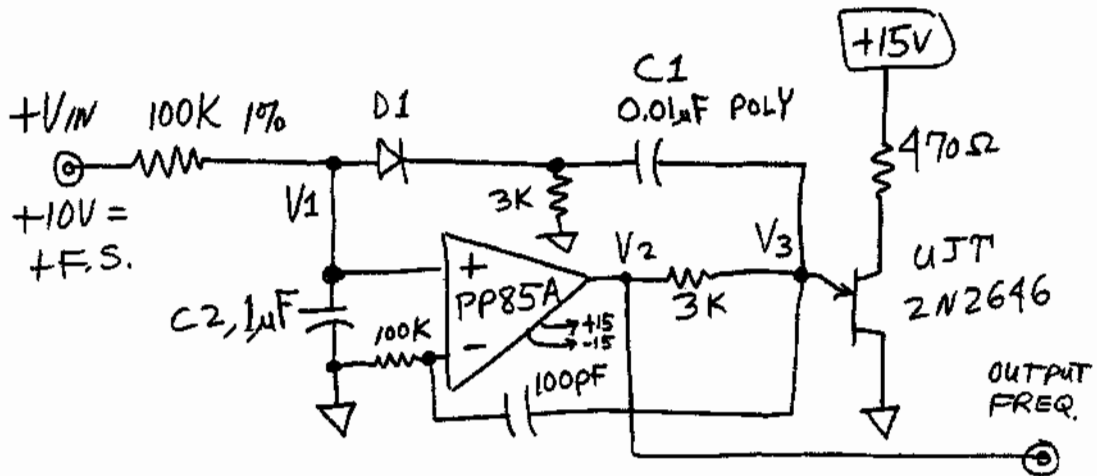 +15V
C1
0.01µF POLY
D1
+VIN
100K 1%
470Ω
V1
3K
+10V =
+F.S.
V2
V3
UJT
2N2646
+
PP85A
3K
C2, 1µF
+15
-15
100K
-
100pF
OUTPUT
FREQ.